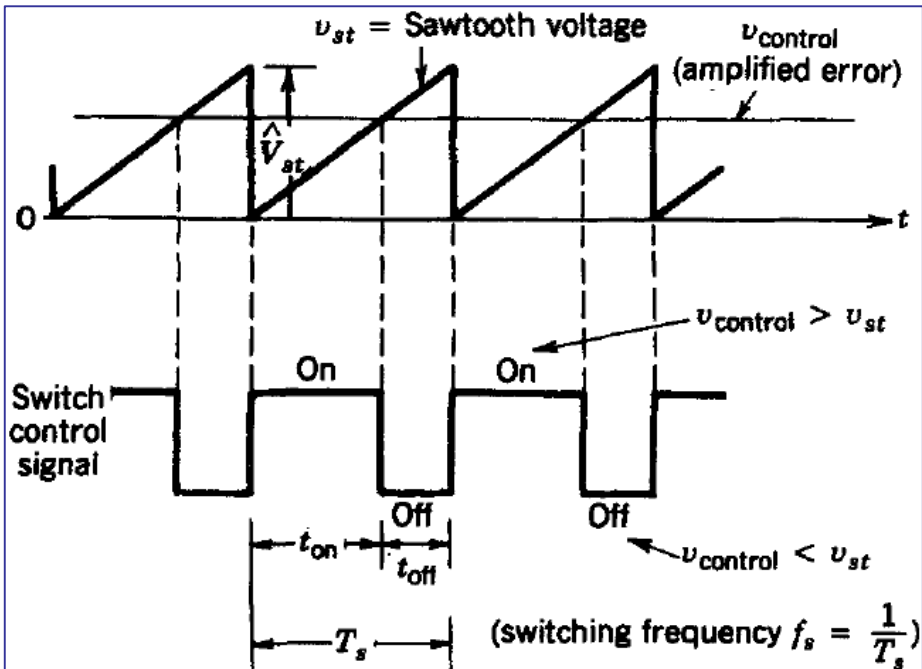 v_st = Sawtooth voltage
v_control
(amplified error)
V̂_st
0
t
v_control > v_st
On
On
Switch
control
signal
Off
Off
t_on
t_off
v_control < v_st
T_s
(switching frequency f_s = 1/T_s)